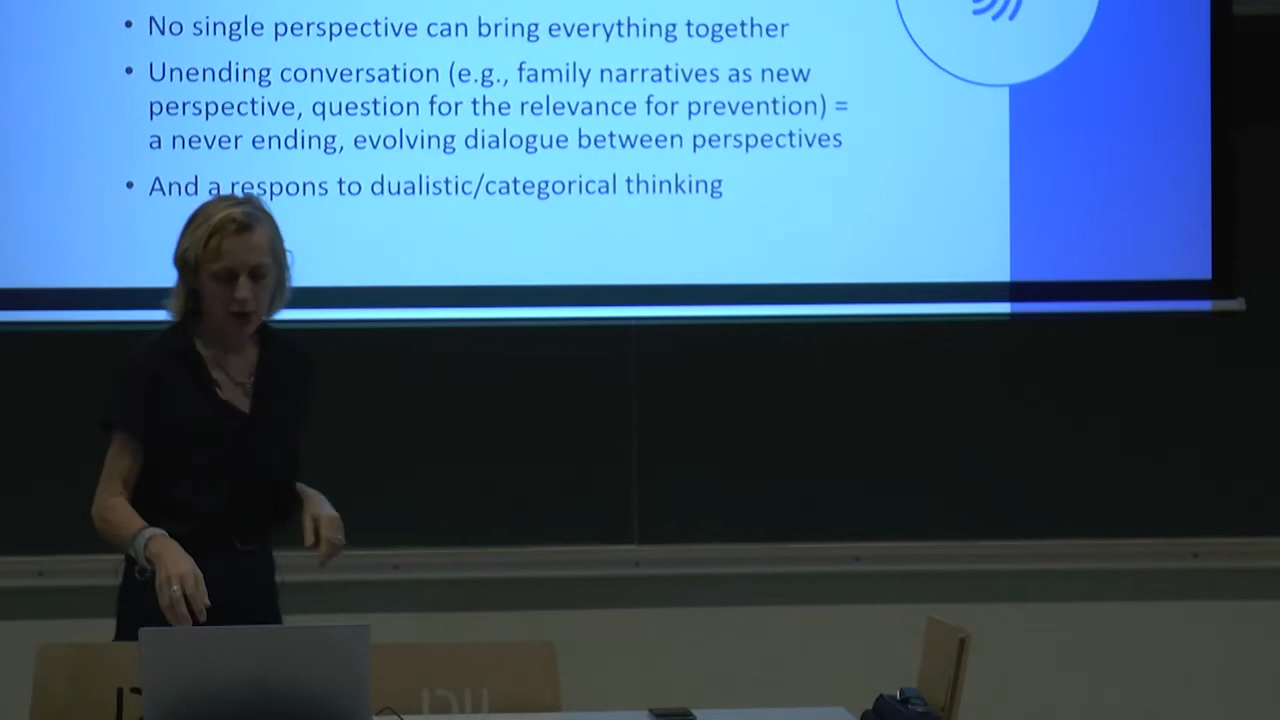 • No single perspective can bring everything together
• Unending conversation (e.g., family narratives as new
perspective, question for the relevance for prevention) =
a never ending, evolving dialogue between perspectives
• And a respons to dualistic/categorical thinking